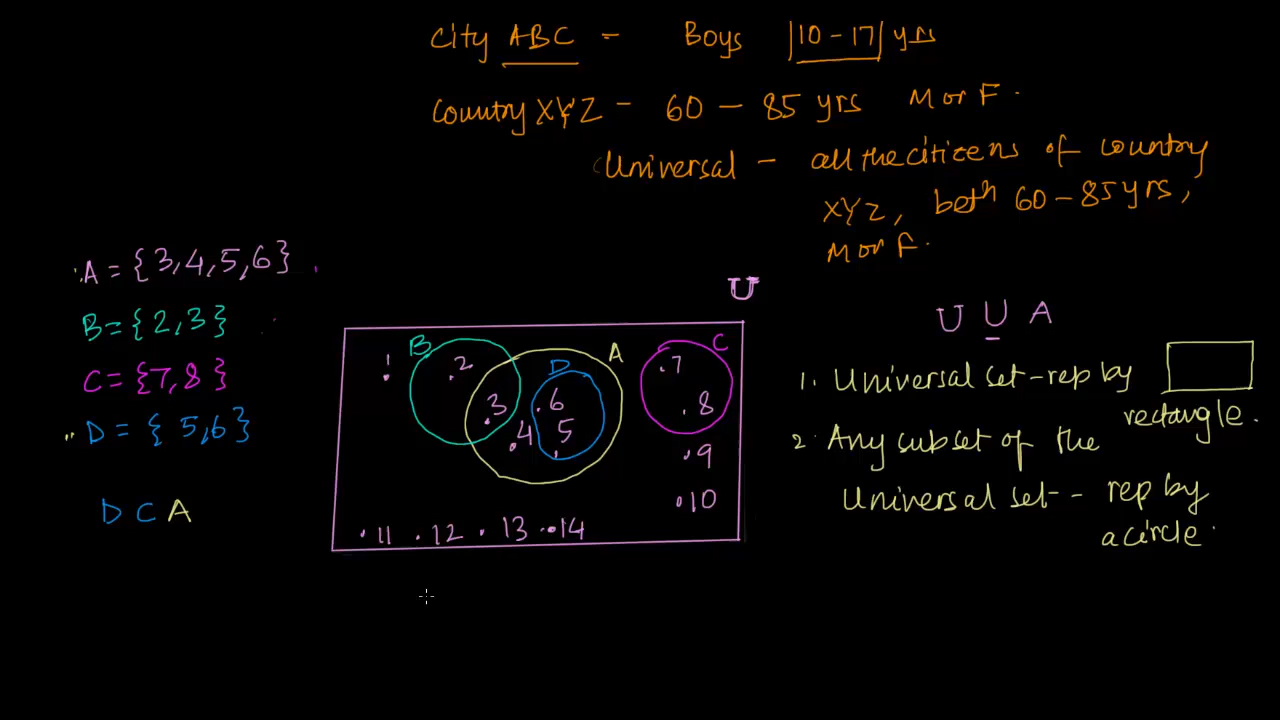 City ABC = Boys |10-17| yrs
Country XYZ - 60 - 85 yrs M or F.
Universal - all the citizens of country
XYZ, both 60-85 yrs,
M or F.
A = {3,4,5,6}
B = {2,3}
C = {7,8}
D = {5,6}
D ⊂ A
U
B
A
D
C
1
.2
.3
.4
.6
5
.7
.8
.9
.10
.11 .12 .13 .14
U U A
1. Universal set - rep by
rectangle.
2. Any subset of the
Universal set - rep by
a circle.